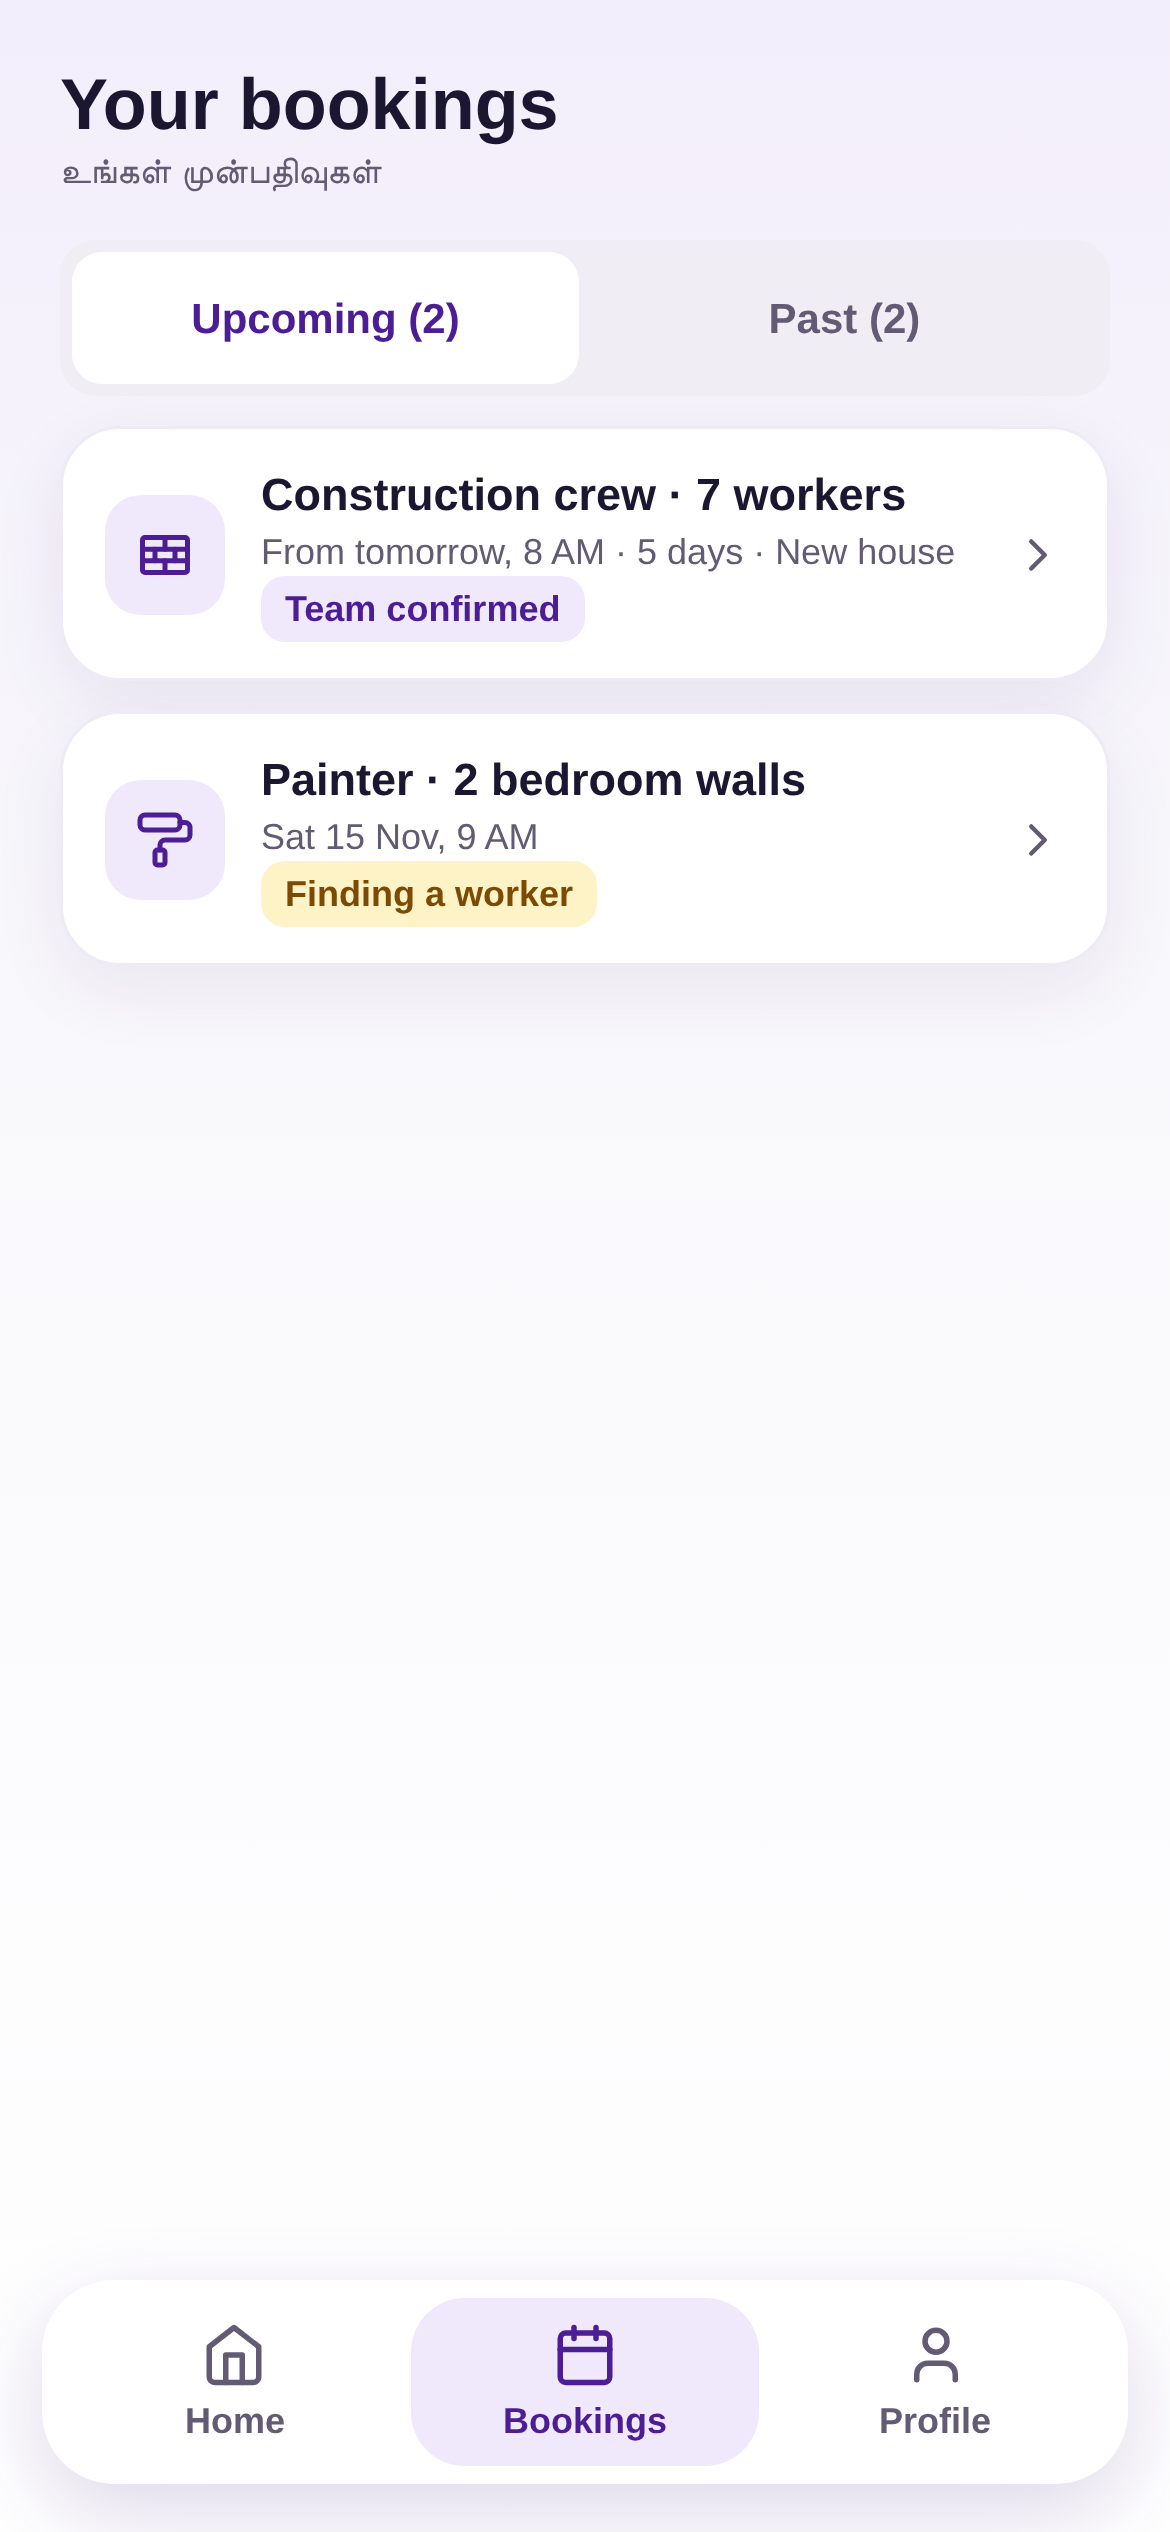 Your bookings
உங்கள் முன்பதிவுகள்
Upcoming (2)
Past (2)
Construction crew · 7 workers
From tomorrow, 8 AM · 5 days · New house
Team confirmed
Painter · 2 bedroom walls
Sat 15 Nov, 9 AM
Finding a worker
Home
Bookings
Profile